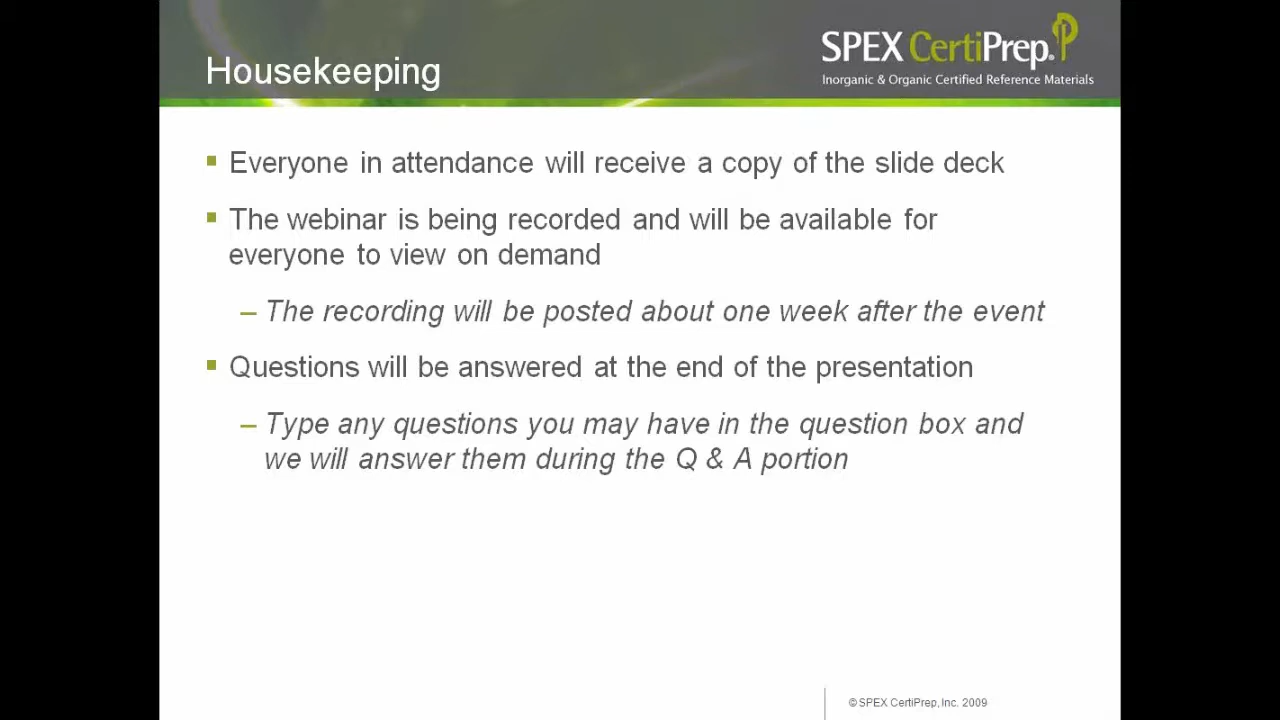 Housekeeping
SPEX CertiPrep.®
Inorganic & Organic Certified Reference Materials
Everyone in attendance will receive a copy of the slide deck
The webinar is being recorded and will be available for
everyone to view on demand
– The recording will be posted about one week after the event
Questions will be answered at the end of the presentation
– Type any questions you may have in the question box and
we will answer them during the Q & A portion
© SPEX CertiPrep, Inc. 2009